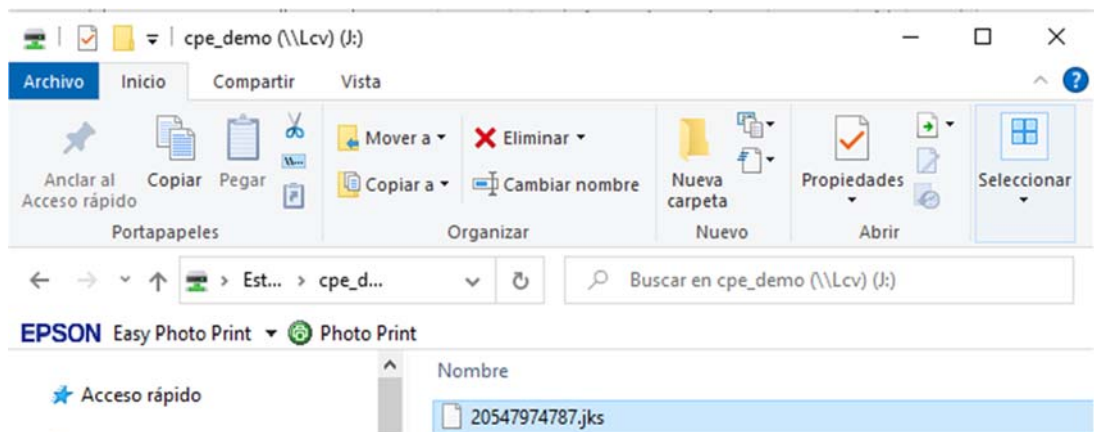 cpe_demo (\\Lcv) (J:)
Archivo Inicio Compartir Vista
Anclar al Acceso rápido
Copiar
Pegar
Mover a
Copiar a
Eliminar
Cambiar nombre
Nueva carpeta
Propiedades
Seleccionar
Portapapeles Organizar Nuevo Abrir
Est... > cpe_d... Buscar en cpe_demo (\\Lcv) (J:)
EPSON Easy Photo Print Photo Print
Nombre
Acceso rápido
20547974787.jks